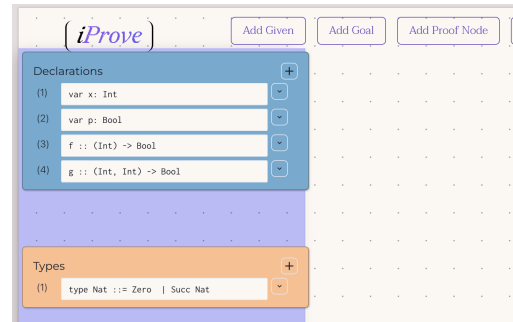 iProve
Add Given
Add Goal
Add Proof Node
Declarations
(1) var x: Int
(2) var p: Bool
(3) f :: (Int) -> Bool
(4) g :: (Int, Int) -> Bool
Types
(1) type Nat ::= Zero | Succ Nat